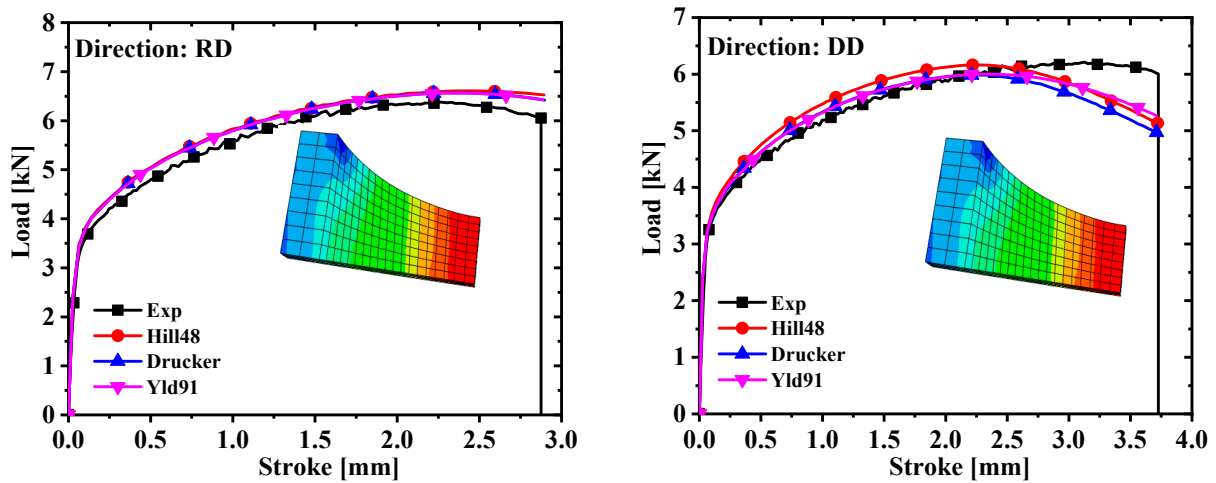 Direction: RD
Load [kN]
8
7
6
5
4
3
2
1
0
Exp
Hill48
Drucker
Yld91
0.0 0.5 1.0 1.5 2.0 2.5 3.0
Stroke [mm]
Direction: DD
Load [kN]
7
6
5
4
3
2
1
0
Exp
Hill48
Drucker
Yld91
0.0 0.5 1.0 1.5 2.0 2.5 3.0 3.5 4.0
Stroke [mm]